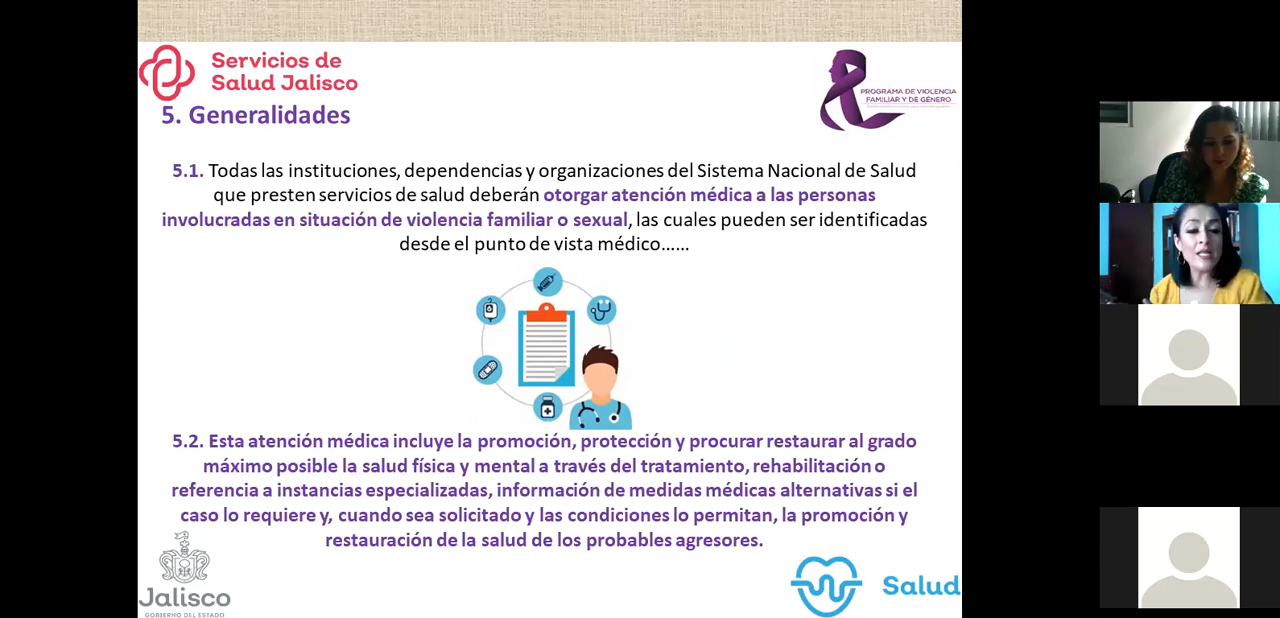 Servicios de
Salud Jalisco
5. Generalidades
PROGRAMA DE VIOLENCIA
FAMILIAR Y DE GÉNERO
5.1. Todas las instituciones, dependencias y organizaciones del Sistema Nacional de Salud
que presten servicios de salud deberán otorgar atención médica a las personas
involucradas en situación de violencia familiar o sexual, las cuales pueden ser identificadas
desde el punto de vista médico......
5.2. Esta atención médica incluye la promoción, protección y procurar restaurar al grado
máximo posible la salud física y mental a través del tratamiento, rehabilitación o
referencia a instancias especializadas, información de medidas médicas alternativas si el
caso lo requiere y, cuando sea solicitado y las condiciones lo permitan, la promoción y
restauración de la salud de los probables agresores.
Jalisco
GOBIERNO DEL ESTADO
Salud